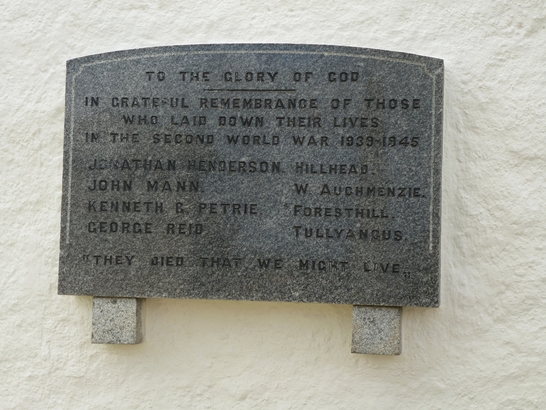 TO THE GLORY OF GOD
IN GRATEFUL REMEMBRANCE OF THOSE
WHO LAID DOWN THEIR LIVES
IN THE SECOND WORLD WAR 1939-1945
JONATHAN HENDERSON, HILLHEAD.
JOHN MANN. W. AUCHMENZIE.
KENNETH G. PETRIE, FORESTHILL.
GEORGE REID TULLYANGUS.
"THEY DIED THAT WE MIGHT LIVE"